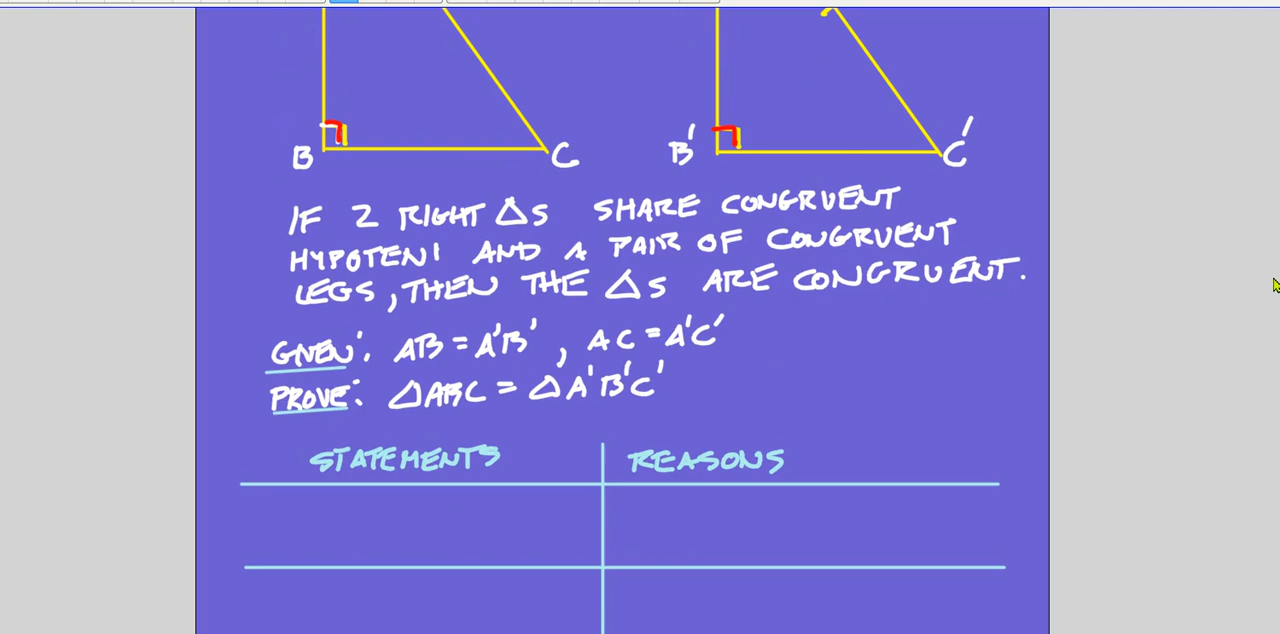 B C B' C'
IF 2 RIGHT △S SHARE CONGRUENT
HYPOTENI AND A PAIR OF CONGRUENT
LEGS, THEN THE △S ARE CONGRUENT.
GIVEN: AB = A'B', AC = A'C'
PROVE: △ABC = △A'B'C'
STATEMENTS REASONS